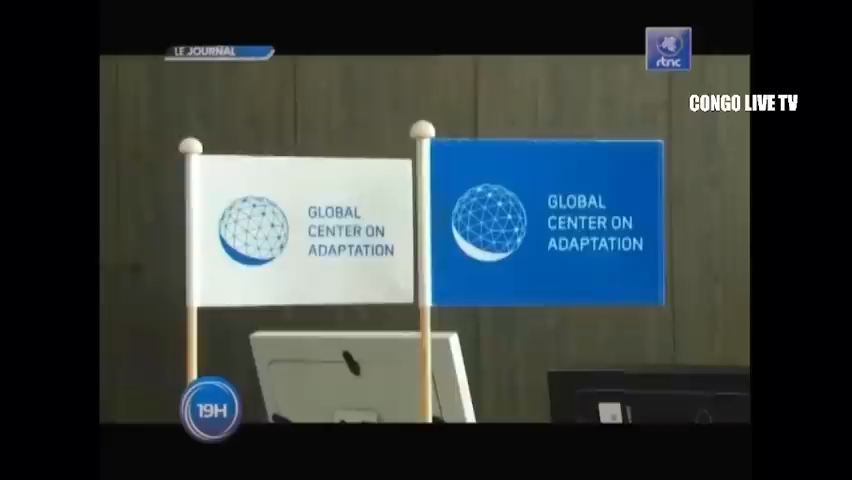 LE JOURNAL
rtnc
CONGO LIVE TV
GLOBAL
CENTER ON
ADAPTATION
GLOBAL
CENTER ON
ADAPTATION
19H